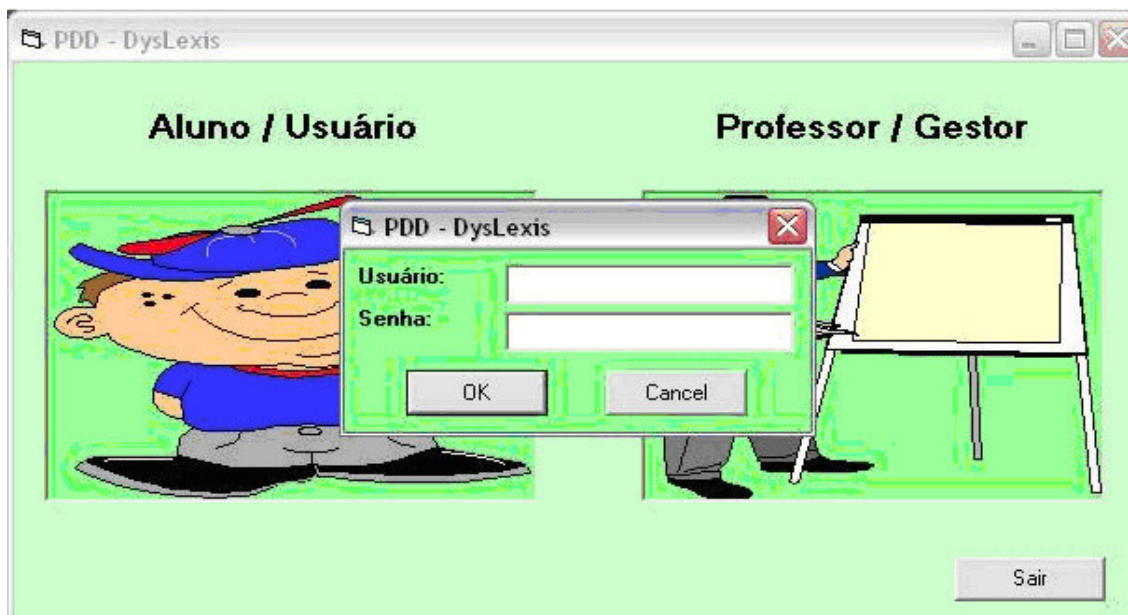 PDD - DysLexis
Aluno / Usuário
Professor / Gestor
PDD - DysLexis
Usuário:
Senha:
OK
Cancel
Sair